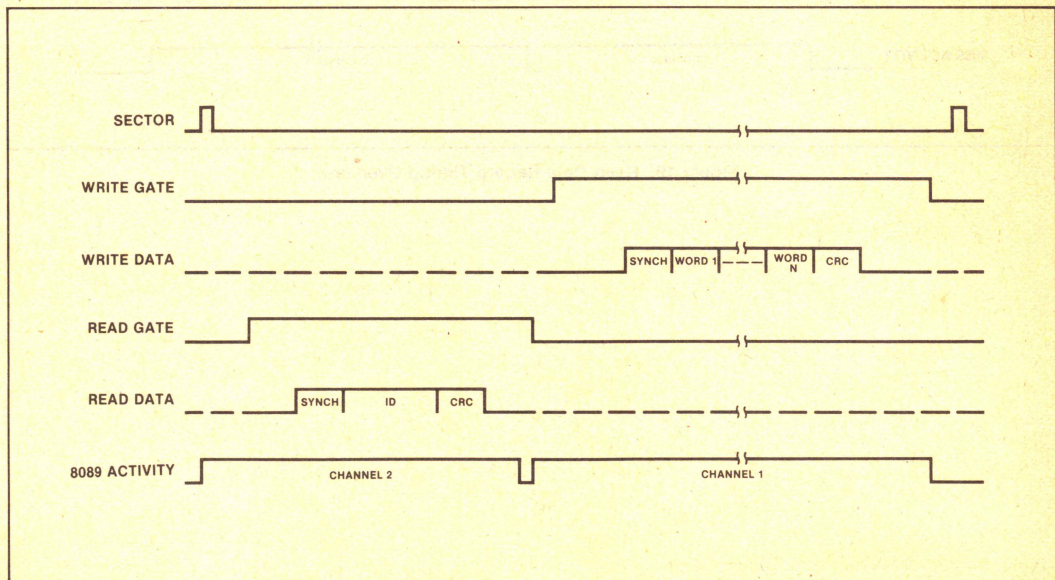 SECTOR
WRITE GATE
WRITE DATA
SYNCH WORD 1 WORD N CRC
READ GATE
READ DATA
SYNCH ID CRC
8089 ACTIVITY
CHANNEL 2 CHANNEL 1